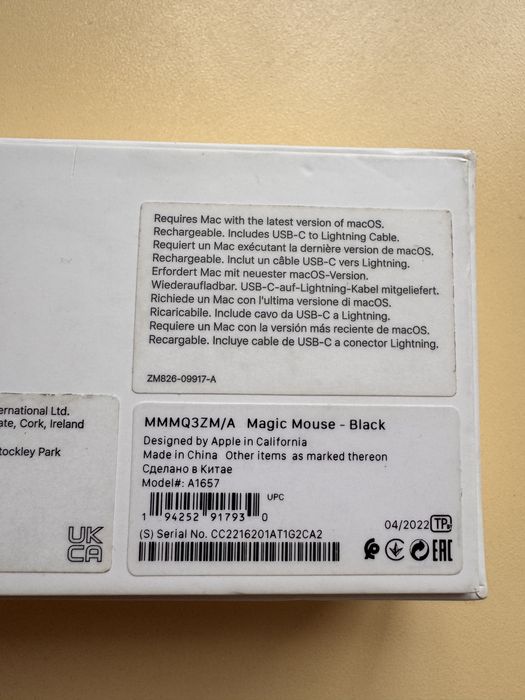 Requires Mac with the latest version of macOS.
Rechargeable. Includes USB-C to Lightning Cable.
Requiert un Mac exécutant la dernière version de macOS.
Rechargeable. Inclut un câble USB-C vers Lightning.
Erfordert Mac mit neuester macOS-Version.
Wiederaufladbar. USB-C-auf-Lightning-Kabel mitgeliefert.
Richiede un Mac con l'ultima versione di macOS.
Ricaricabile. Include cavo da USB-C a Lightning.
Requiere un Mac con la versión más reciente de macOS.
Recargable. Incluye cable de USB-C a conector Lightning.
ZM826-09917-A
ernational Ltd.
ate, Cork, Ireland
tockley Park
UK
CA
MMMQ3ZM/A Magic Mouse - Black
Designed by Apple in California
Made in China Other items as marked thereon
Сделано в Китае
Model#: A1657
UPC
1 94252 91793 0
04/2022 TP
(S) Serial No. CC2216201AT1G2CA2
EAC